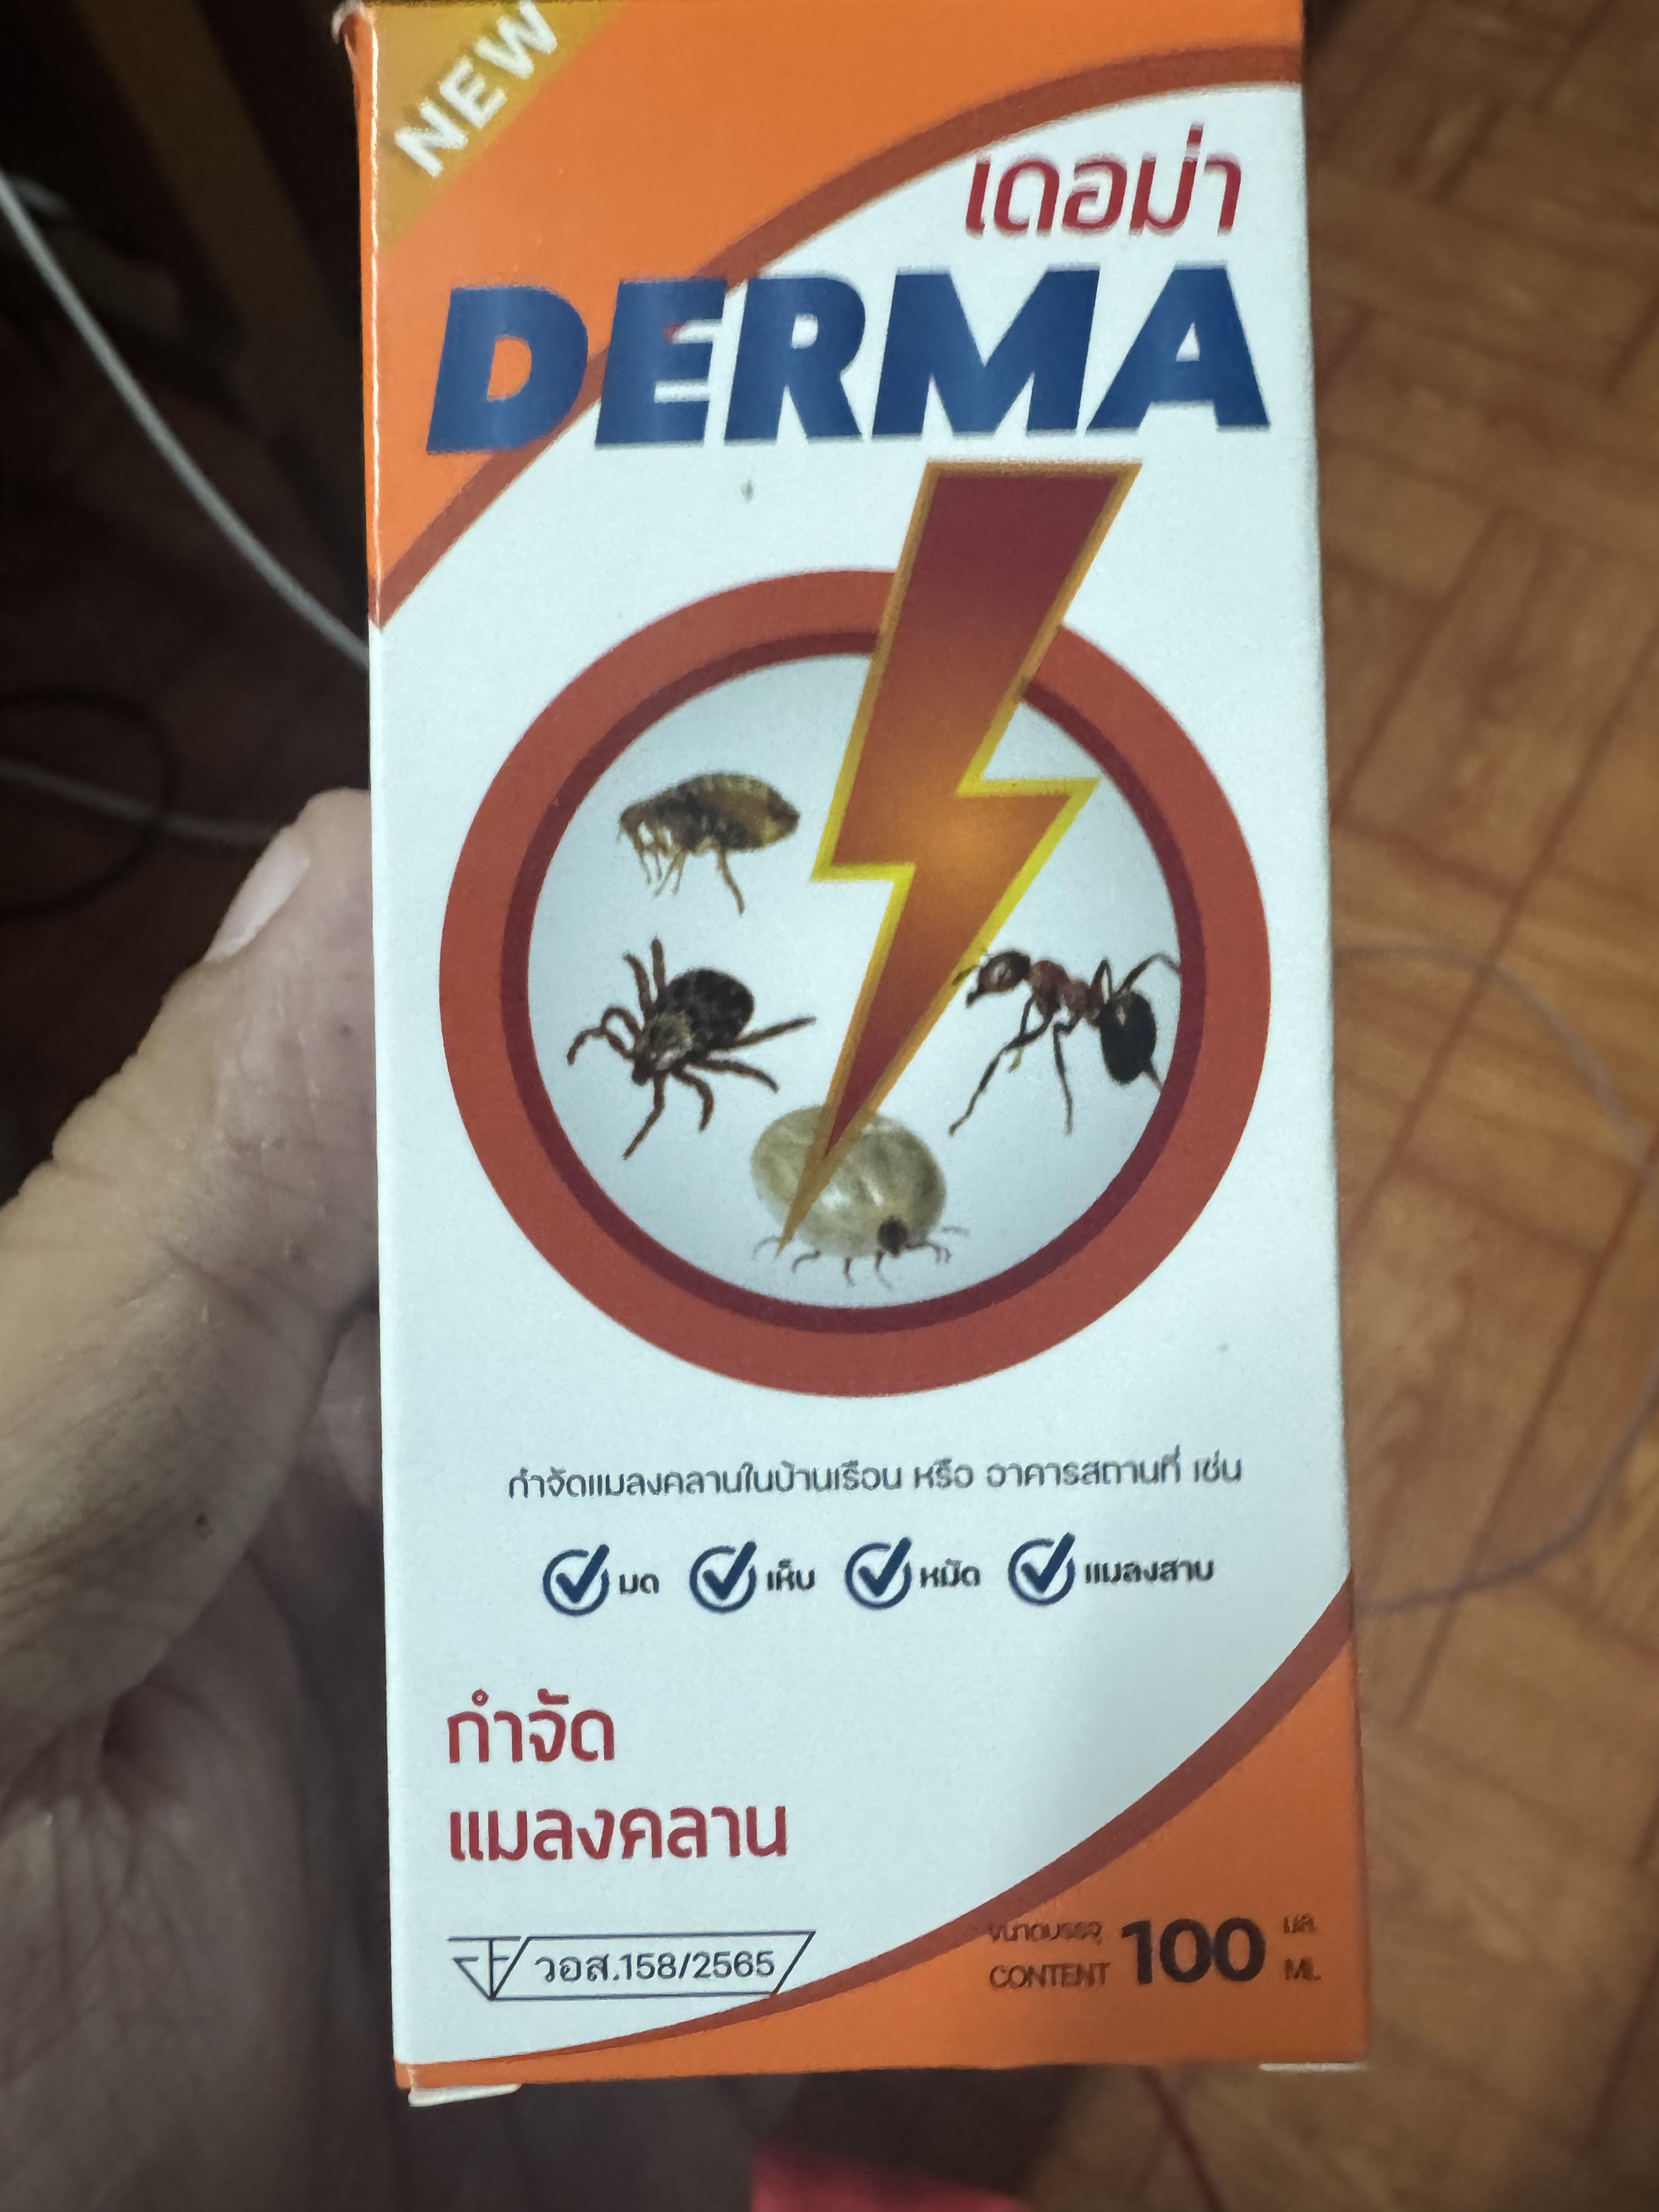 NEW
เดอม่า
DERMA
กำจัดแมลงคลานในบ้านเรือน หรือ อาคารสถานที่ เช่น
มด เห็บ หมัด แมลงสาบ
กำจัด
แมลงคลาน
วอส.158/2565
ขนาดบรรจุ 100 มล.
CONTENT ML